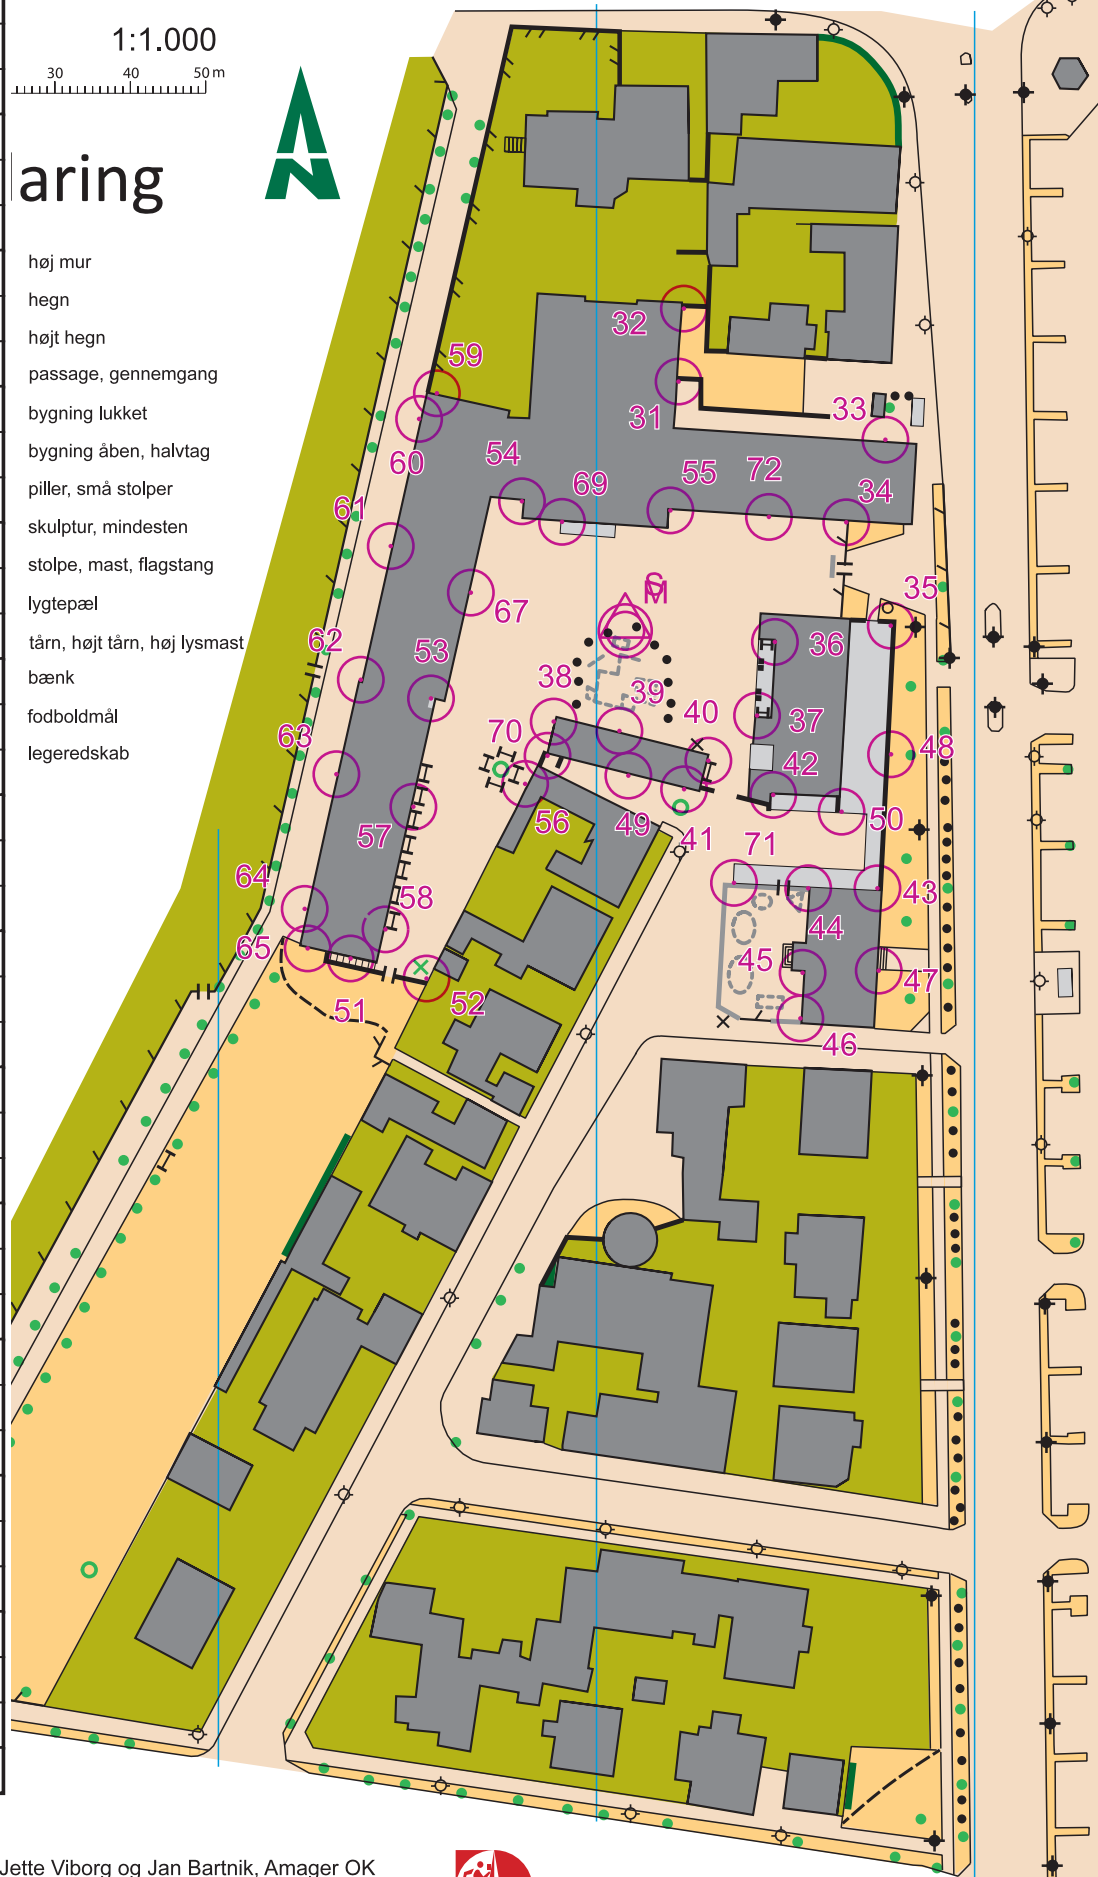 1:1.000
30 40 50 m
aring
høj mur
hegn
højt hegn
passage, gennemgang
bygning lukket
bygning åben, halvtag
piller, små stolper
skulptur, mindesten
stolpe, mast, flagstang
lygtepæl
tårn, højt tårn, høj lysmast
bænk
fodboldmål
legeredskab
N
32
59
31
33
60
54
69
55
72
34
61
67
S
M
35
62
53
38
39
36
40
37
63
70
42
48
57
56
49
41
71
50
64
58
43
44
65
45
47
51
52
46
Jette Viborg og Jan Bartnik, Amager OK